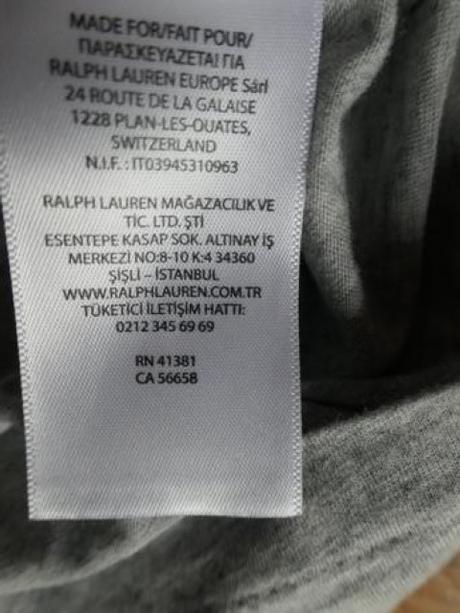 MADE FOR/FAIT POUR/
ΠΑΡΑΣΚΕΥΑΖΕΤΑΙ ΓΙΑ
RALPH LAUREN EUROPE Sárl
24 ROUTE DE LA GALAISE
1228 PLAN-LES-OUATES,
SWITZERLAND
N.I.F. : IT03945310963
RALPH LAUREN MAĞAZACILIK VE
TİC. LTD. ŞTİ
ESENTEPE KASAP SOK. ALTINAY İŞ
MERKEZİ NO:8-10 K:4 34360
ŞİŞLİ – İSTANBUL
WWW.RALPHLAUREN.COM.TR
TÜKETİCİ İLETİŞİM HATTI:
0212 345 69 69
RN 41381
CA 56658